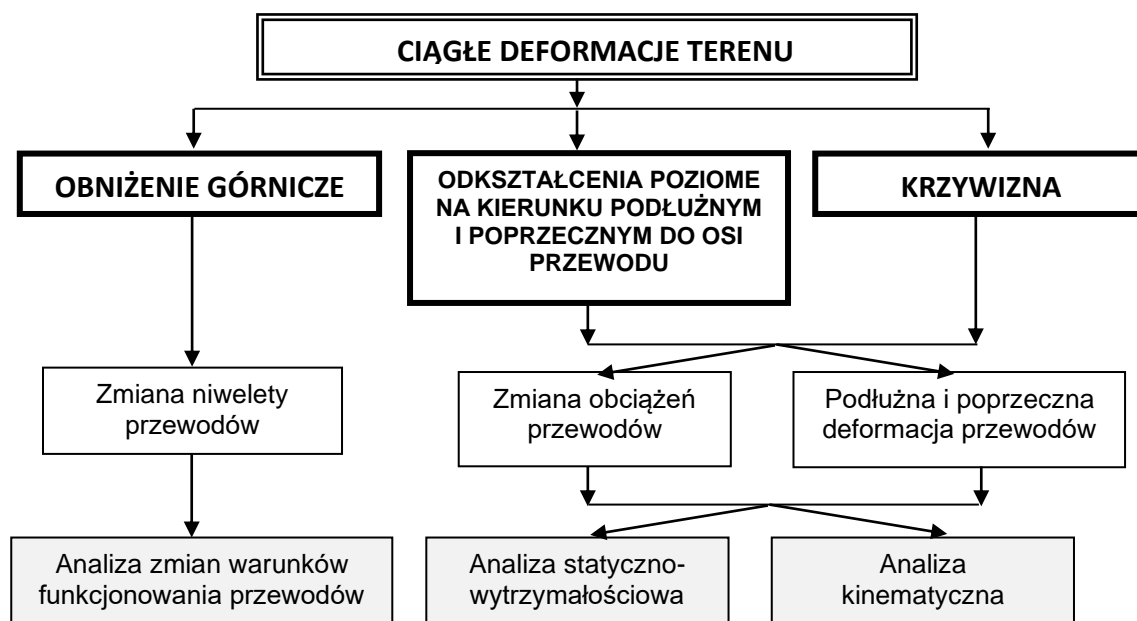 CIĄGŁE DEFORMACJE TERENU
OBNIŻENIE GÓRNICZE
ODKSZTAŁCENIA POZIOME
NA KIERUNKU PODŁUŻNYM
I POPRZECZNYM DO OSI
PRZEWODU
KRZYWIZNA
Zmiana niwelety
przewodów
Zmiana obciążeń
przewodów
Podłużna i poprzeczna
deformacja przewodów
Analiza zmian warunków
funkcjonowania przewodów
Analiza statyczno-
wytrzymałościowa
Analiza
kinematyczna